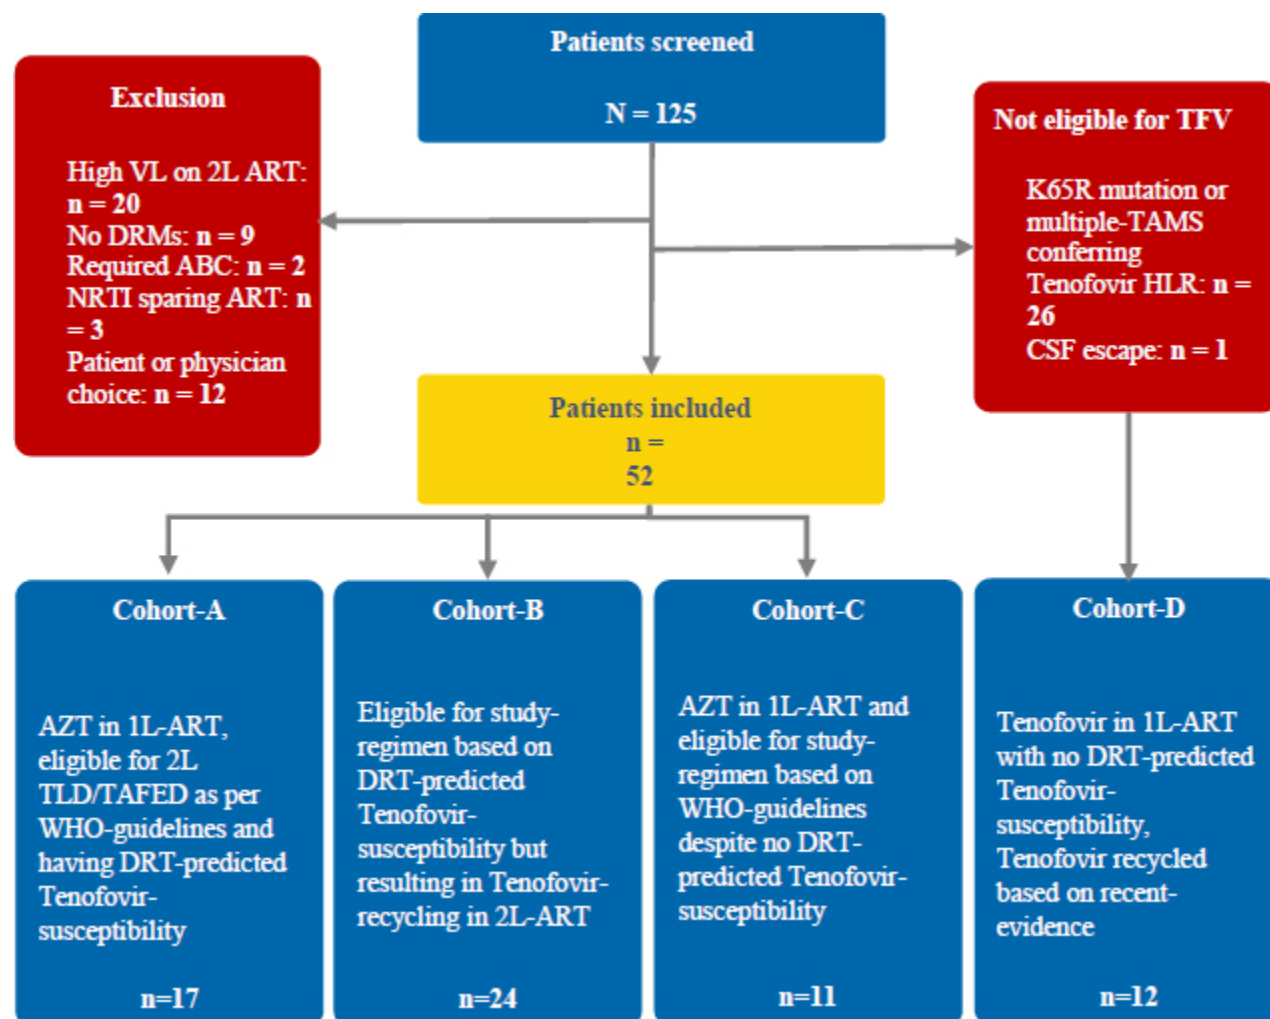 Patients screened
N = 125
Exclusion
High VL on 2L ART:
n = 20
No DRMs: n = 9
Required ABC: n = 2
NRTI sparing ART: n
= 3
Patient or physician
choice: n = 12
Not eligible for TFV
K65R mutation or
multiple-TAMS
conferring
Tenofovir HLR: n =
26
CSF escape: n = 1
Patients included
n =
52
Cohort-A
AZT in 1L-ART,
eligible for 2L
TLD/TAFED as per
WHO-guidelines and
having DRT-predicted
Tenofovir-
susceptibility
n=17
Cohort-B
Eligible for study-
regimen based on
DRT-predicted
Tenofovir-
susceptibility but
resulting in Tenofovir-
recycling in 2L-ART
n=24
Cohort-C
AZT in 1L-ART and
eligible for study-
regimen based on
WHO-guidelines
despite no DRT-
predicted Tenofovir-
susceptibility
n=11
Cohort-D
Tenofovir in 1L-ART
with no DRT-predicted
Tenofovir-
susceptibility,
Tenofovir recycled
based on recent-
evidence
n=12